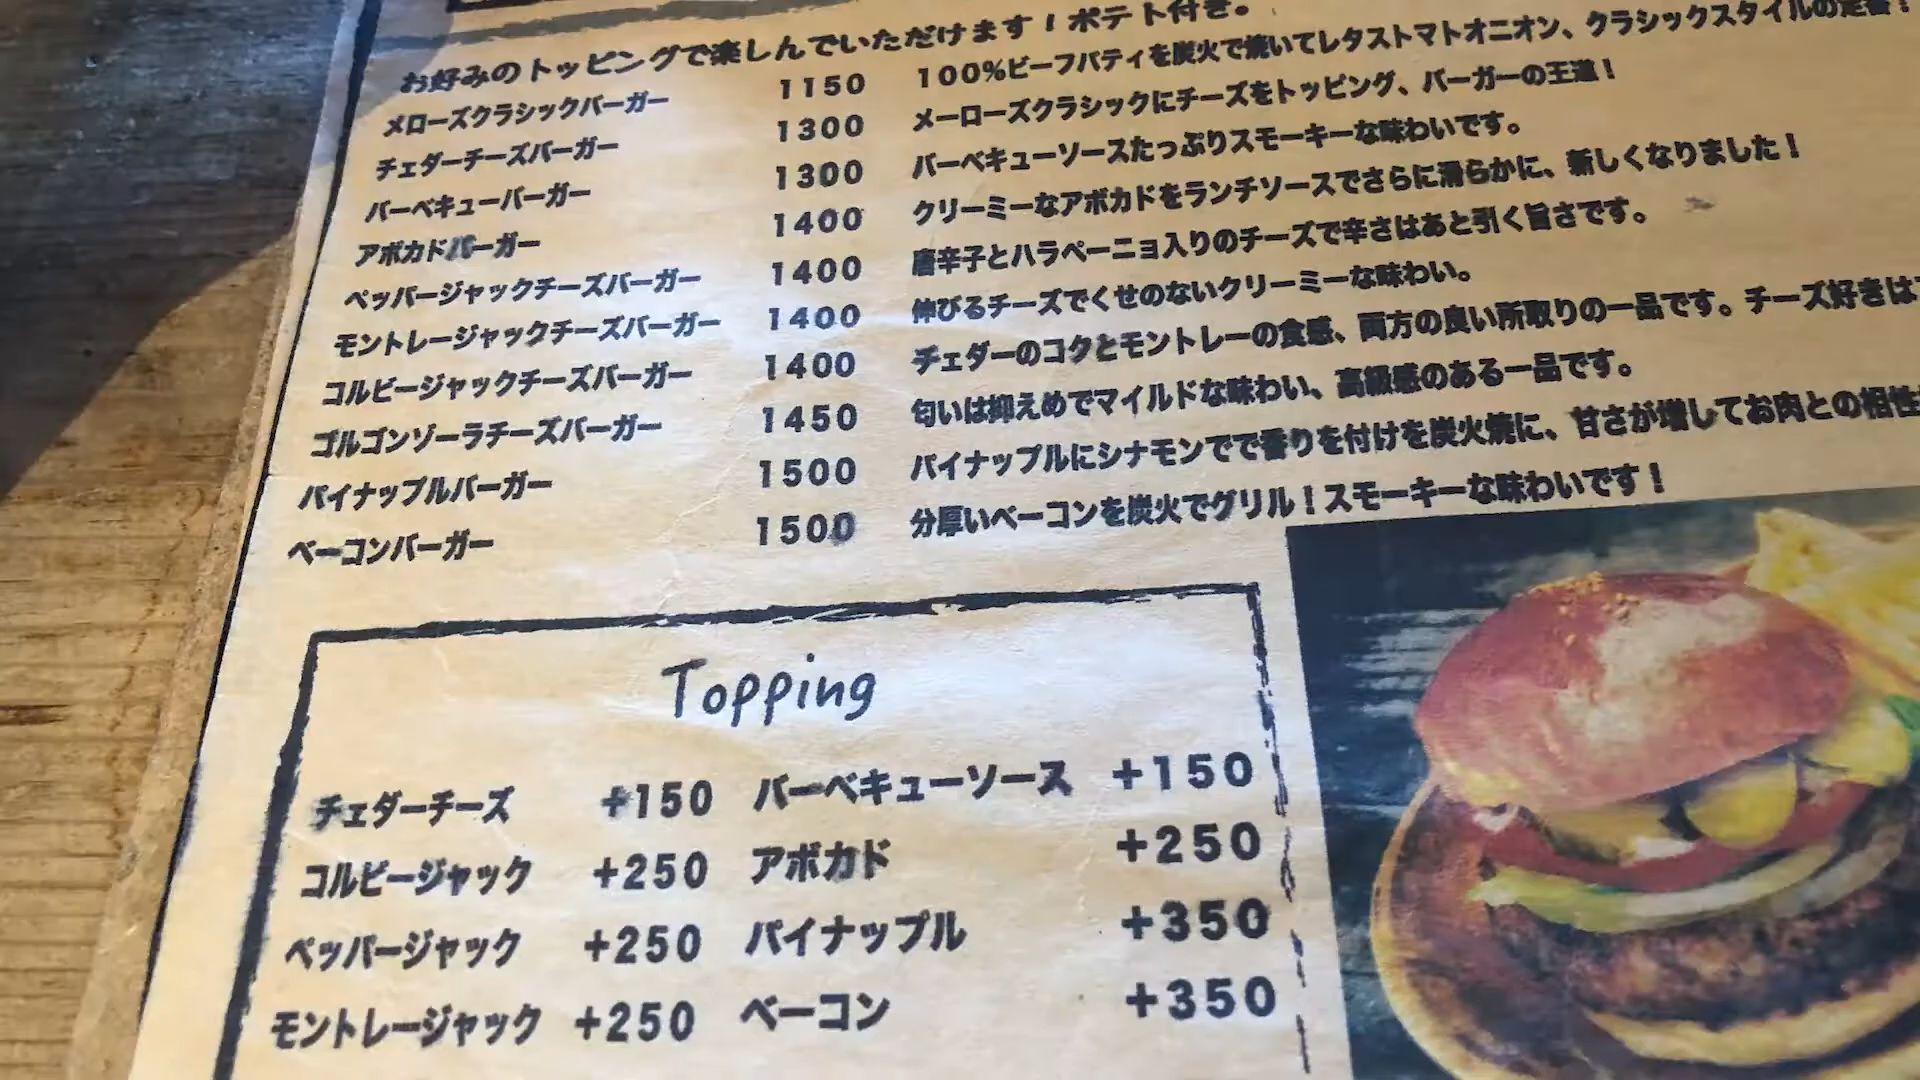 お好みのトッピングで楽しんでいただけます！ポテト付き。
メローズクラシックバーガー 1150 100%ビーフパティを炭火で焼いてレタストマトオニオン、クラシックスタイルの定番！
チェダーチーズバーガー 1300 メーローズクラシックにチーズをトッピング、バーガーの王道！
バーベキューバーガー 1300 バーベキューソースたっぷりスモーキーな味わいです。
アボカドバーガー 1400 クリーミーなアボカドをランチソースでさらに滑らかに、新しくなりました！
ペッパージャックチーズバーガー 1400 唐辛子とハラペーニョ入りのチーズで辛さはあと引く旨さです。
モントレージャックチーズバーガー 1400 伸びるチーズでくせのないクリーミーな味わい。
コルビージャックチーズバーガー 1400 チェダーのコクとモントレーの食感、両方の良い所取りの一品です。チーズ好きは
ゴルゴンゾーラチーズバーガー 1450 匂いは抑えめでマイルドな味わい、高級感のある一品です。
パイナップルバーガー 1500 パイナップルにシナモンでで香りを付けを炭火焼に、甘さが増してお肉との相性
ベーコンバーガー 1500 分厚いベーコンを炭火でグリル！スモーキーな味わいです！
Topping
チェダーチーズ +150 バーベキューソース +150
コルビージャック +250 アボカド +250
ペッパージャック +250 パイナップル +350
モントレージャック +250 ベーコン +350